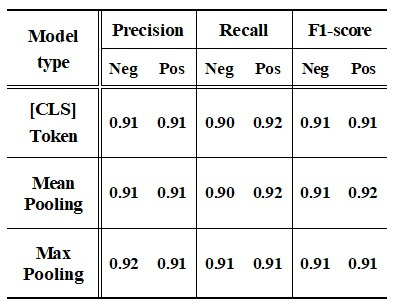 Model type Precision Recall F1-score
Neg Pos Neg Pos Neg Pos
[CLS] Token 0.91 0.91 0.90 0.92 0.91 0.91
Mean Pooling 0.91 0.91 0.90 0.92 0.91 0.92
Max Pooling 0.92 0.91 0.91 0.91 0.91 0.91